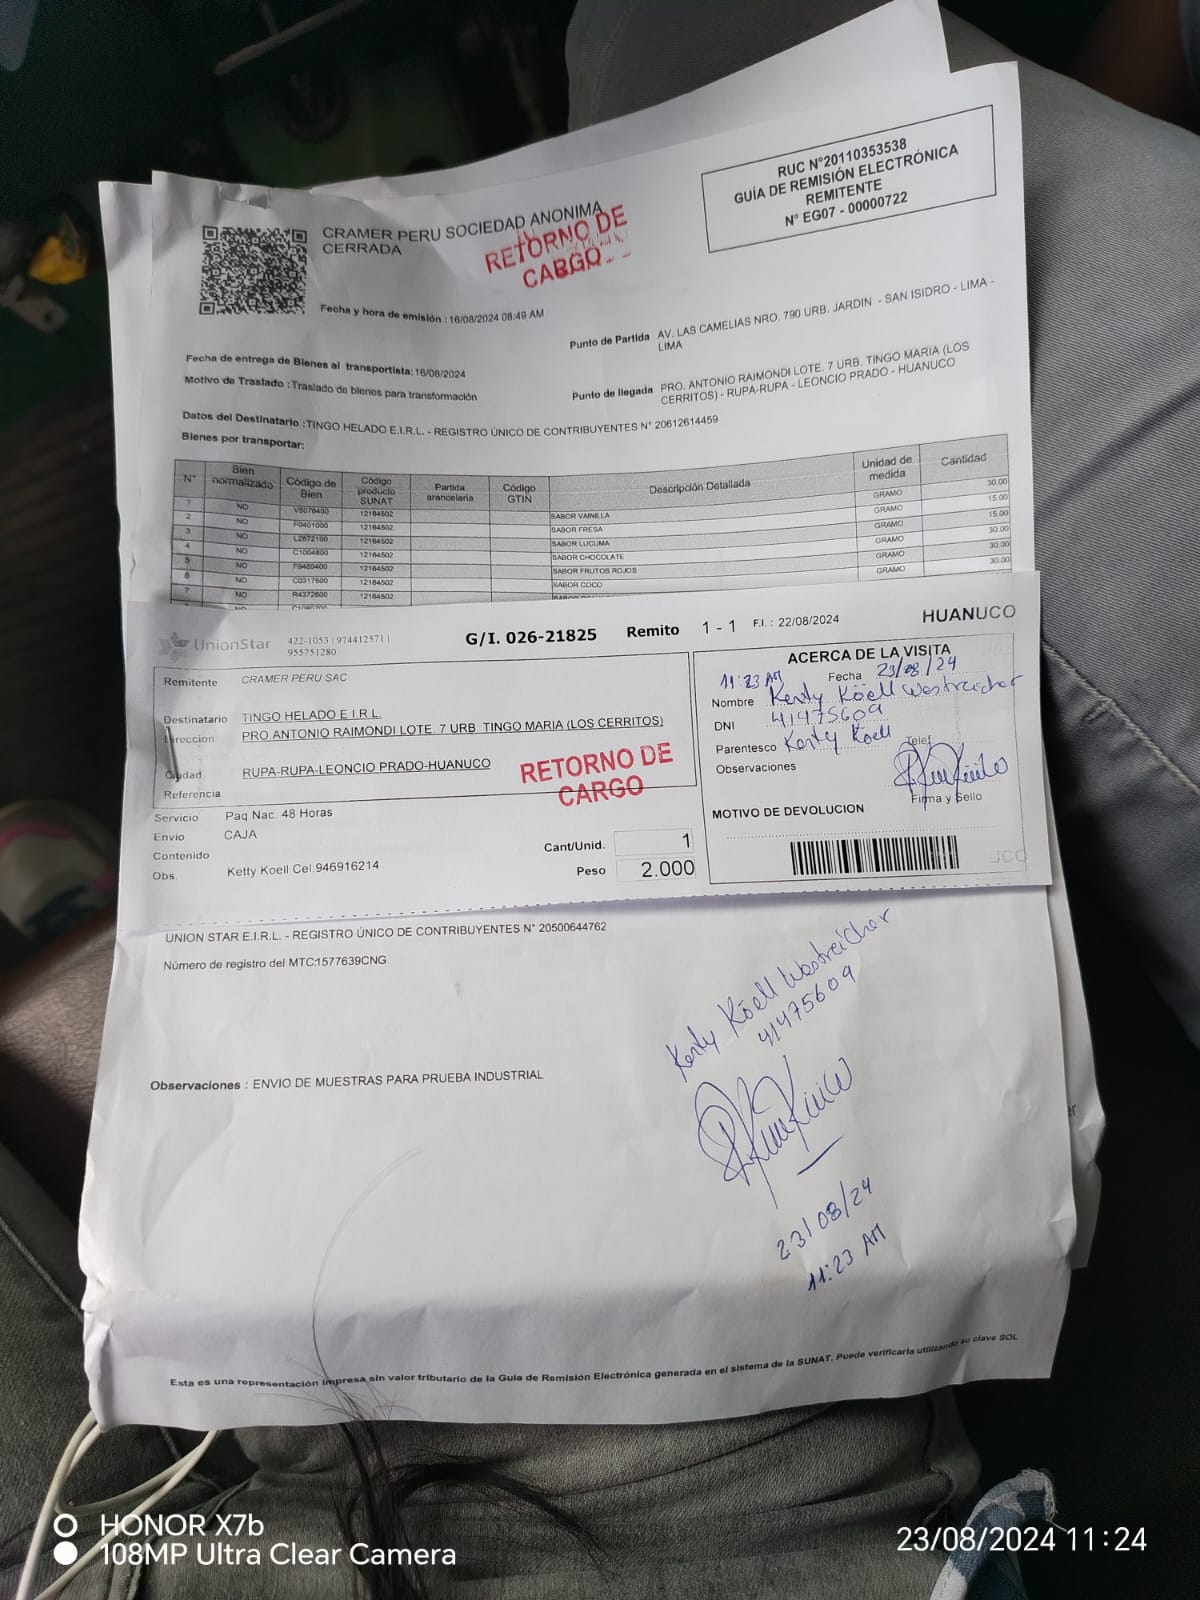 RUC N°20110353538
GUÍA DE REMISIÓN ELECTRÓNICA
REMITENTE
N° EG07 - 00000722
CRAMER PERU SOCIEDAD ANONIMA
CERRADA
RETORNO DE
CARGO
Fecha y hora de emisión : 16/08/2024 08:49 AM
Fecha de entrega de Bienes al transportista:16/08/2024
Motivo de Traslado :Traslado de bienes para transformación
Punto de Partida AV. LAS CAMELIAS NRO. 790 URB. JARDIN - SAN ISIDRO - LIMA -
LIMA
Punto de llegada PRO. ANTONIO RAIMONDI LOTE. 7 URB. TINGO MARIA (LOS
CERRITOS) - RUPA-RUPA - LEONCIO PRADO - HUANUCO
Datos del Destinatario :TINGO HELADO E.I.R.L. - REGISTRO ÚNICO DE CONTRIBUYENTES N° 20612614459
Bienes por transportar:
N° Bien normalizado Código de Bien Código producto SUNAT Partida arancelaria Código GTIN Descripción Detallada Unidad de medida Cantidad
1 NO V5076400 12164502 SABOR VAINILLA GRAMO 30.00
2 NO F0401000 12164502 SABOR FRESA GRAMO 15.00
3 NO L2672100 12164502 SABOR LUCUMA GRAMO 15.00
4 NO C1004800 12164502 SABOR CHOCOLATE GRAMO 30.00
5 NO F9460400 12164502 SABOR FRUTOS ROJOS GRAMO 30.00
6 NO C0317500 12164502 SABOR COCO GRAMO 30.00
7 NO R4372600 12164502
UnionStar
422-1053 | 974412571 |
955751280
G/I. 026-21825 Remito 1 - 1 F.I.: 22/08/2024 HUANUCO
Remitente CRAMER PERU SAC
Destinatario TINGO HELADO E.I.R.L.
Direccion PRO.ANTONIO RAIMONDI LOTE. 7 URB TINGO MARIA (LOS CERRITOS)
Ciudad RUPA-RUPA-LEONCIO PRADO-HUANUCO
Referencia
RETORNO DE
CARGO
Servicio Paq.Nac. 48 Horas
Envio CAJA
Contenido
Obs. Ketty Koell Cel:946916214
Cant/Unid. 1
Peso 2.000
ACERCA DE LA VISITA
11:23 AM Fecha 23/08/24
Nombre Kenty Köell Westreicher
DNI 41475609
Parentesco Kenty Koell Telef.
Observaciones
Firma y Sello
MOTIVO DE DEVOLUCION
UNION STAR E.I.R.L. - REGISTRO ÚNICO DE CONTRIBUYENTES N° 20500644762
Número de registro del MTC:1577639CNG
Kenty Köell Westreicher
41475609
Observaciones : ENVIO DE MUESTRAS PARA PRUEBA INDUSTRIAL
23/08/24
11:23 AM
Esta es una representación impresa sin valor tributario de la Guía de Remisión Electrónica generada en el sistema de la SUNAT. Puede verificarla utilizando su clave SOL
HONOR X7b
108MP Ultra Clear Camera
23/08/2024 11:24